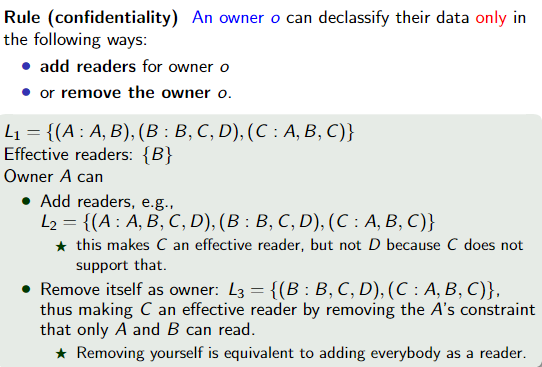 Rule (confidentiality) An owner o can declassify their data only in
the following ways:
• add readers for owner o
• or remove the owner o.
L₁ = {(A : A, B), (B : B, C, D), (C : A, B, C)}
Effective readers: {B}
Owner A can
• Add readers, e.g.,
L₂ = {(A : A, B, C, D), (B : B, C, D), (C : A, B, C)}
★ this makes C an effective reader, but not D because C does not
support that.
• Remove itself as owner: L₃ = {(B : B, C, D), (C : A, B, C)},
thus making C an effective reader by removing the A's constraint
that only A and B can read.
★ Removing yourself is equivalent to adding everybody as a reader.